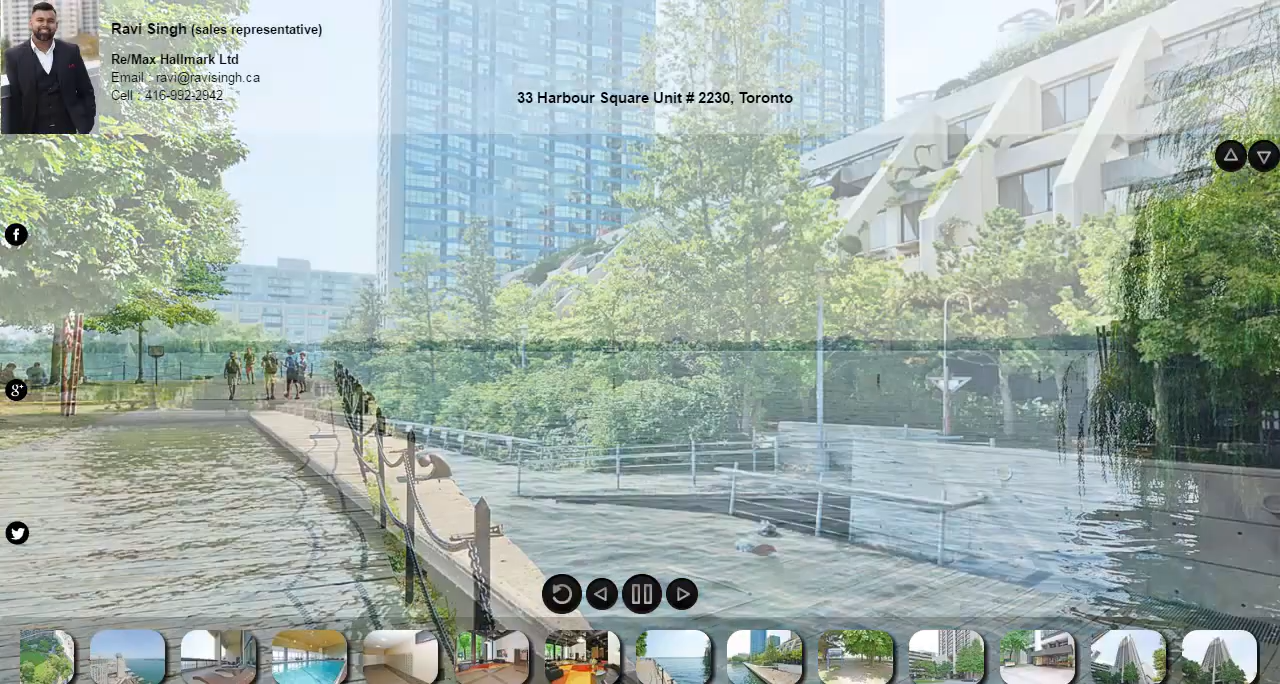 Ravi Singh (sales representative)
Re/Max Hallmark Ltd
Email : ravi@ravisingh.ca
Cell : 416-992-2942
33 Harbour Square Unit # 2230, Toronto